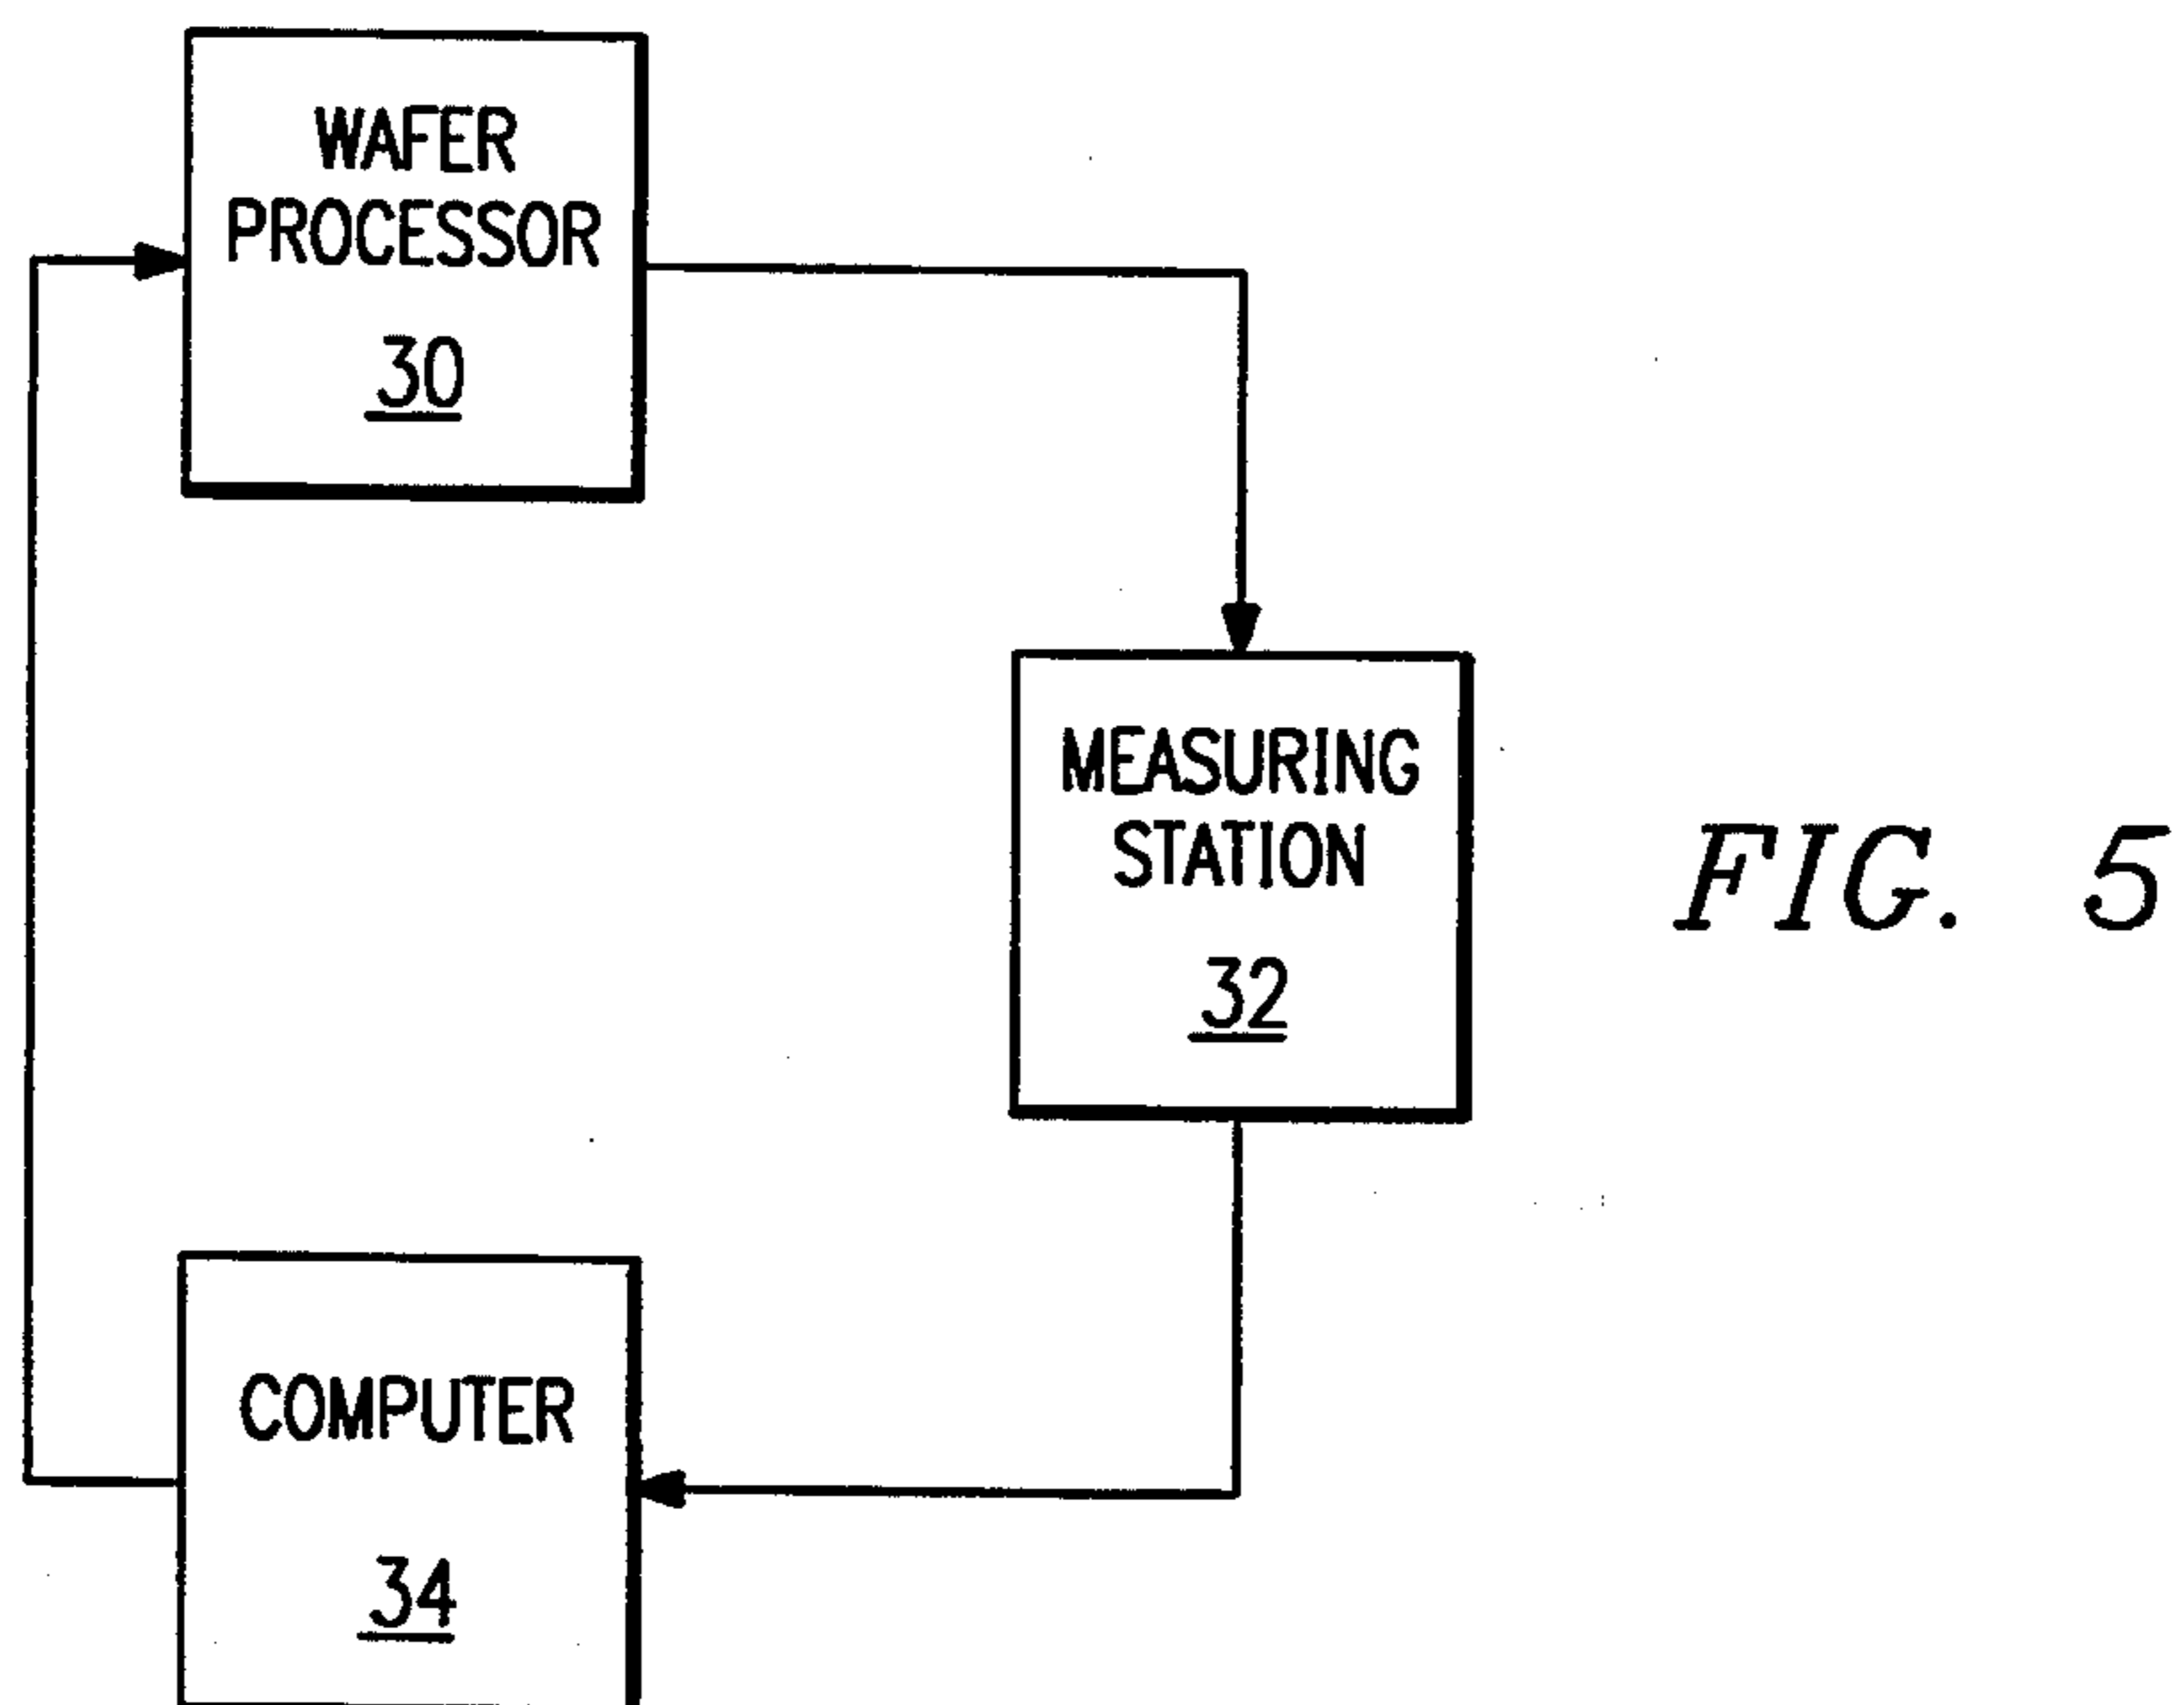 WAFER
PROCESSOR
30
MEASURING
STATION
32
FIG. 5
COMPUTER
34